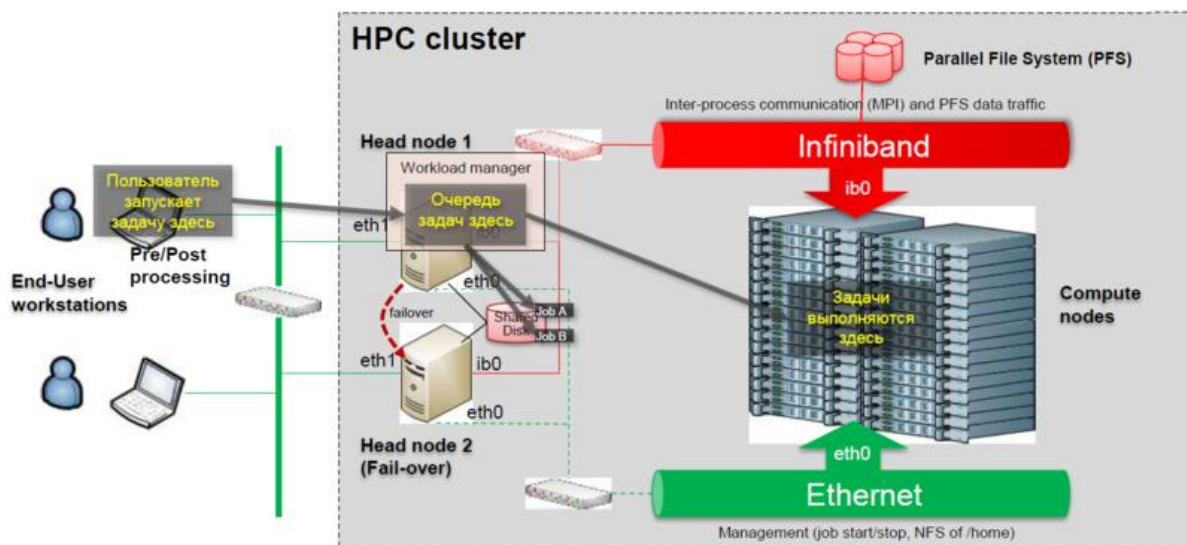 HPC cluster
Parallel File System (PFS)
Inter-process communication (MPI) and PFS data traffic
Infiniband
ib0
Head node 1
Workload manager
Очередь
задач здесь
Пользователь
запускает
задачу здесь
Pre/Post
processing
End-User
workstations
eth1
eth0
failover
Shared
Disk
Job A
Job B
eth1
ib0
eth0
Head node 2
(Fail-over)
Задачи
выполняются
здесь
Compute
nodes
eth0
Ethernet
Management (job start/stop, NFS of /home)